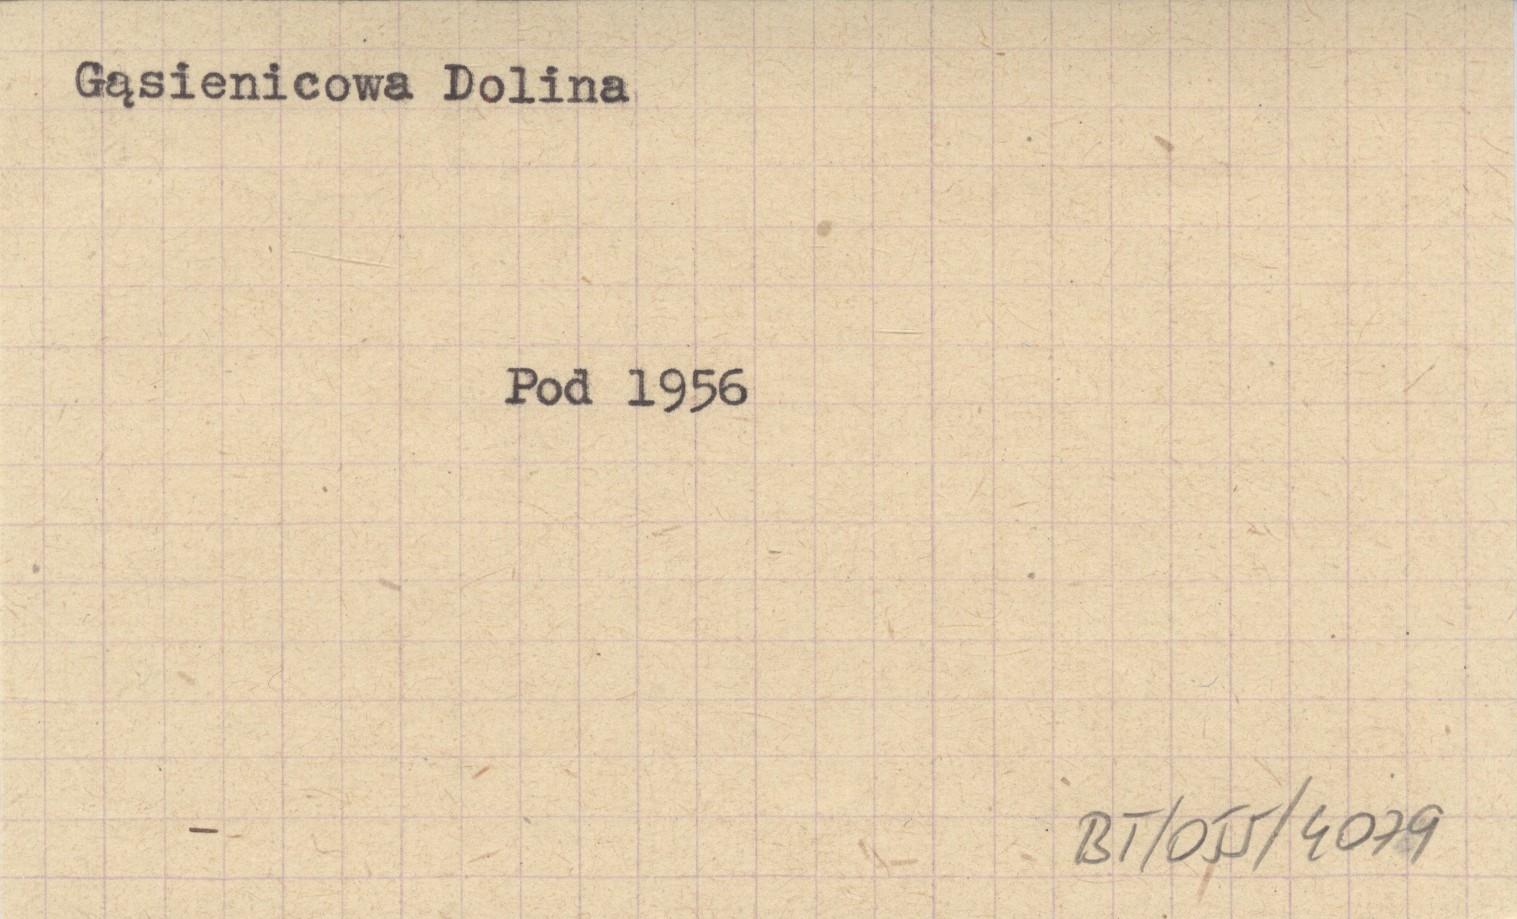 Gąsienicowa Dolina
Pod 1956
BT/OJJ/4079